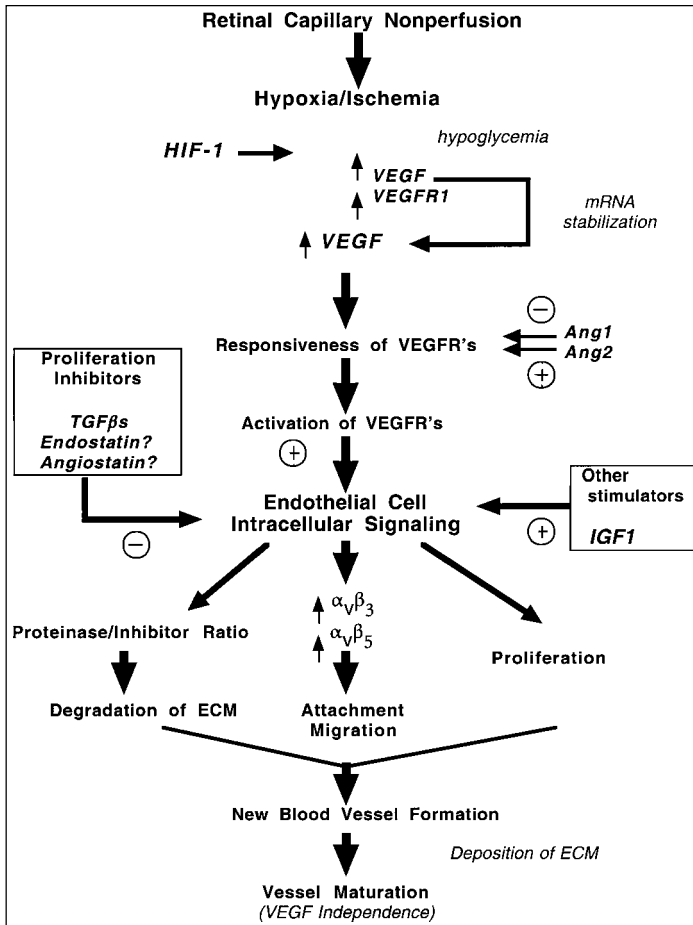 Retinal Capillary Nonperfusion
Hypoxia/Ischemia
hypoglycemia
HIF-1
VEGF
VEGFR1
mRNA
stabilization
VEGF
−
Responsiveness of VEGFR's
Ang1
Ang2
+
Proliferation
Inhibitors
TGFβs
Endostatin?
Angiostatin?
Activation of VEGFR's
+
Endothelial Cell
Intracellular Signaling
−
Other
stimulators
IGF1
+
αvβ3
αvβ5
Proteinase/Inhibitor Ratio
Proliferation
Degradation of ECM
Attachment
Migration
New Blood Vessel Formation
Deposition of ECM
Vessel Maturation
(VEGF Independence)